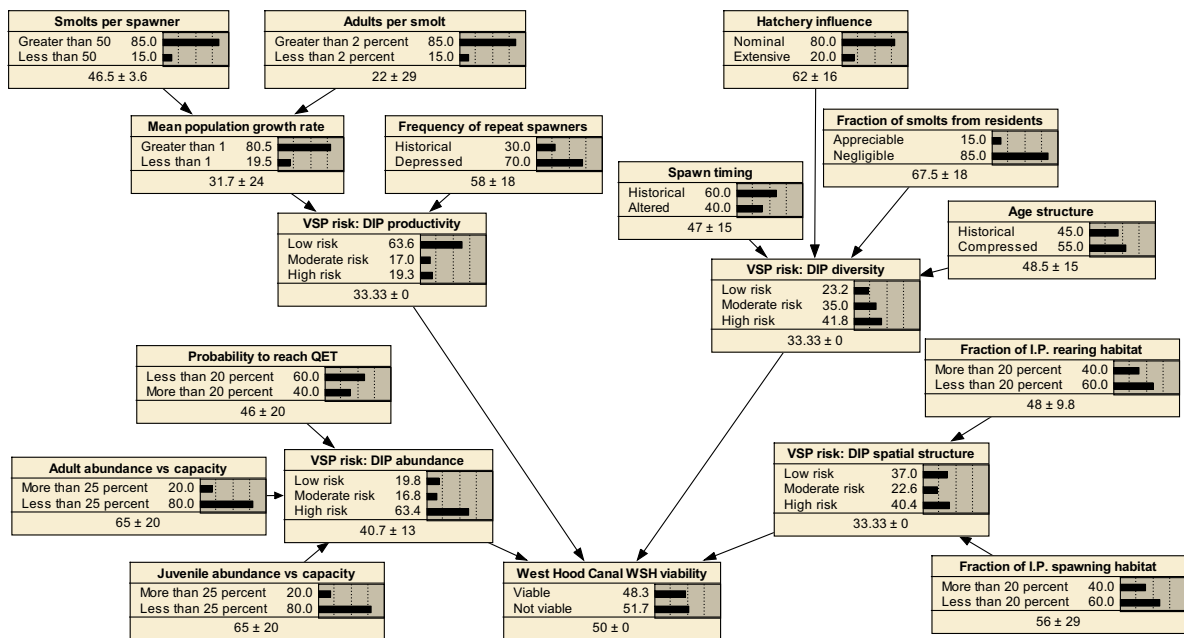 Smolts per spawner
Greater than 50 85.0
Less than 50 15.0
46.5 ± 3.6
Adults per smolt
Greater than 2 percent 85.0
Less than 2 percent 15.0
22 ± 29
Hatchery influence
Nominal 80.0
Extensive 20.0
62 ± 16
Mean population growth rate
Greater than 1 80.5
Less than 1 19.5
31.7 ± 24
Frequency of repeat spawners
Historical 30.0
Depressed 70.0
58 ± 18
Fraction of smolts from residents
Appreciable 15.0
Negligible 85.0
67.5 ± 18
Spawn timing
Historical 60.0
Altered 40.0
47 ± 15
Age structure
Historical 45.0
Compressed 55.0
48.5 ± 15
VSP risk: DIP productivity
Low risk 63.6
Moderate risk 17.0
High risk 19.3
33.33 ± 0
VSP risk: DIP diversity
Low risk 23.2
Moderate risk 35.0
High risk 41.8
33.33 ± 0
Probability to reach QET
Less than 20 percent 60.0
More than 20 percent 40.0
46 ± 20
Fraction of I.P. rearing habitat
More than 20 percent 40.0
Less than 20 percent 60.0
48 ± 9.8
Adult abundance vs capacity
More than 25 percent 20.0
Less than 25 percent 80.0
65 ± 20
VSP risk: DIP abundance
Low risk 19.8
Moderate risk 16.8
High risk 63.4
40.7 ± 13
VSP risk: DIP spatial structure
Low risk 37.0
Moderate risk 22.6
High risk 40.4
33.33 ± 0
Juvenile abundance vs capacity
More than 25 percent 20.0
Less than 25 percent 80.0
65 ± 20
West Hood Canal WSH viability
Viable 48.3
Not viable 51.7
50 ± 0
Fraction of I.P. spawning habitat
More than 20 percent 40.0
Less than 20 percent 60.0
56 ± 29